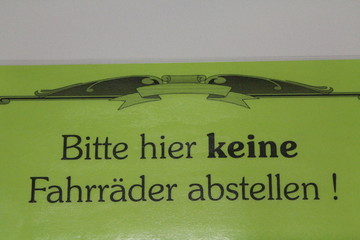 Bitte hier keine
Fahrräder abstellen !